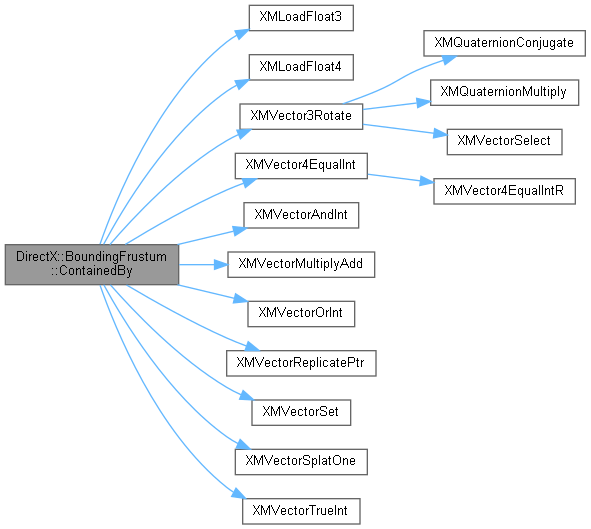 DirectX::BoundingFrustum
::ContainedBy
XMLoadFloat3
XMLoadFloat4
XMVector3Rotate
XMQuaternionConjugate
XMQuaternionMultiply
XMVectorSelect
XMVector4EqualInt
XMVector4EqualIntR
XMVectorAndInt
XMVectorMultiplyAdd
XMVectorOrInt
XMVectorReplicatePtr
XMVectorSet
XMVectorSplatOne
XMVectorTrueInt